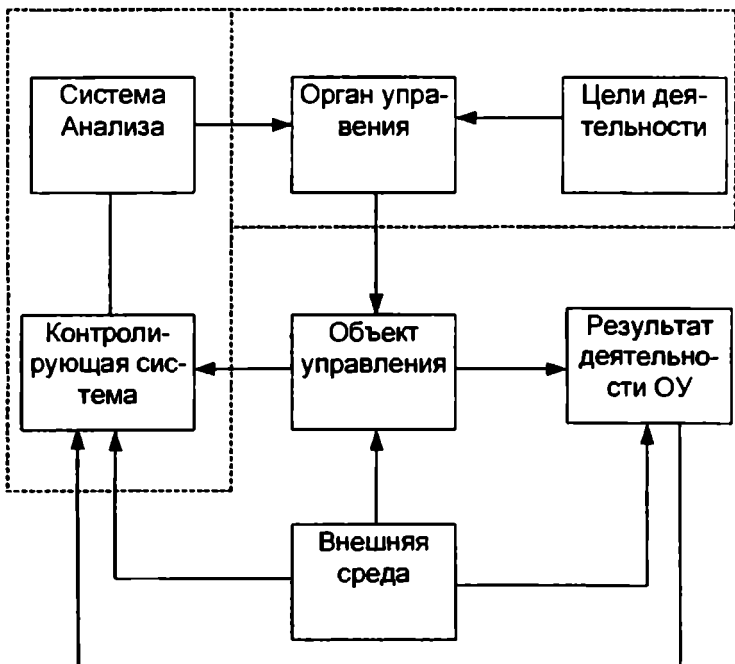 Система
Анализа
Орган упра-
вения
Цели дея-
тельности
Контроли-
рующая сис-
тема
Объект
управления
Результат
деятельно-
сти ОУ
Внешняя
среда